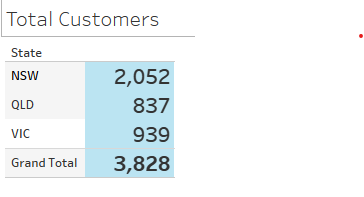 Total Customers
State
NSW 2,052
QLD 837
VIC 939
Grand Total 3,828